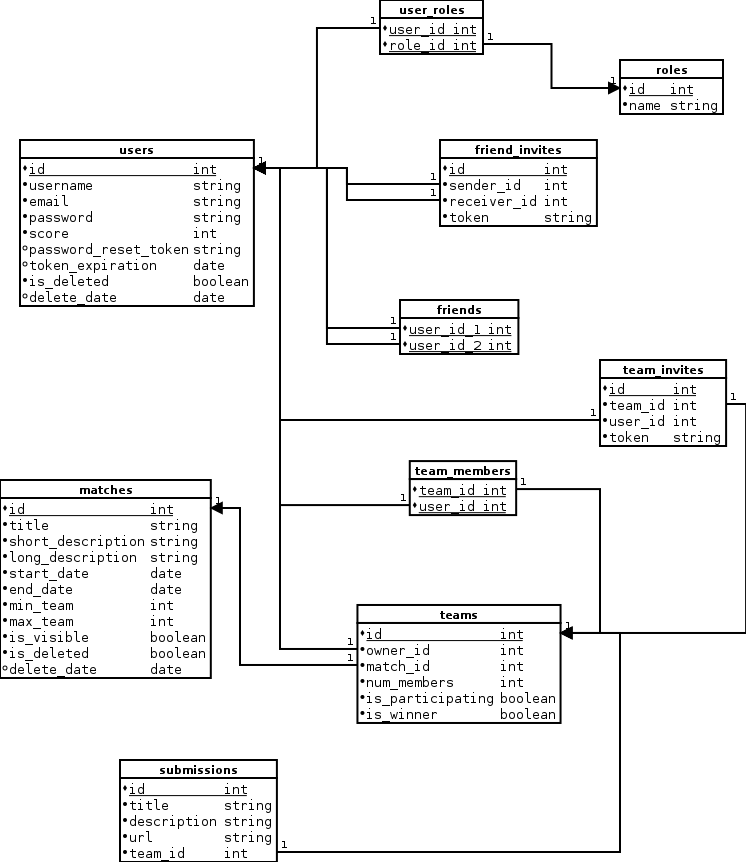 user_roles
user_id int
role_id int
1
1
roles
id int
name string
1
users
id int
username string
email string
password string
score int
password_reset_token string
token_expiration date
is_deleted boolean
delete_date date
1
friend_invites
id int
sender_id int
receiver_id int
token string
1
1
friends
user_id_1 int
user_id_2 int
1
1
team_invites
id int
team_id int
user_id int
token string
1
1
team_members
team_id int
user_id int
1
1
matches
id int
title string
short_description string
long_description string
start_date date
end_date date
min_team int
max_team int
is_visible boolean
is_deleted boolean
delete_date date
1
teams
id int
owner_id int
match_id int
num_members int
is_participating boolean
is_winner boolean
1
1
1
submissions
id int
title string
description string
url string
team_id int
1